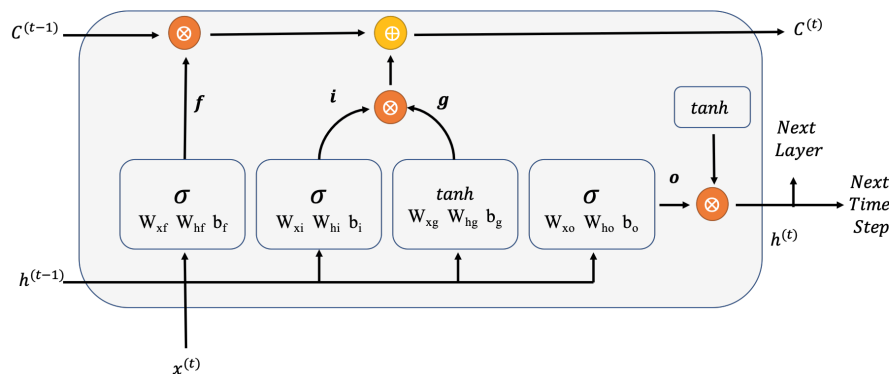 C^(t-1)
⊗
⊕
C^(t)
f
i
⊗
g
tanh
Next
Layer
σ
W_xf W_hf b_f
σ
W_xi W_hi b_i
tanh
W_xg W_hg b_g
σ
W_xo W_ho b_o
o
⊗
Next
Time
Step
h^(t)
h^(t-1)
x^(t)